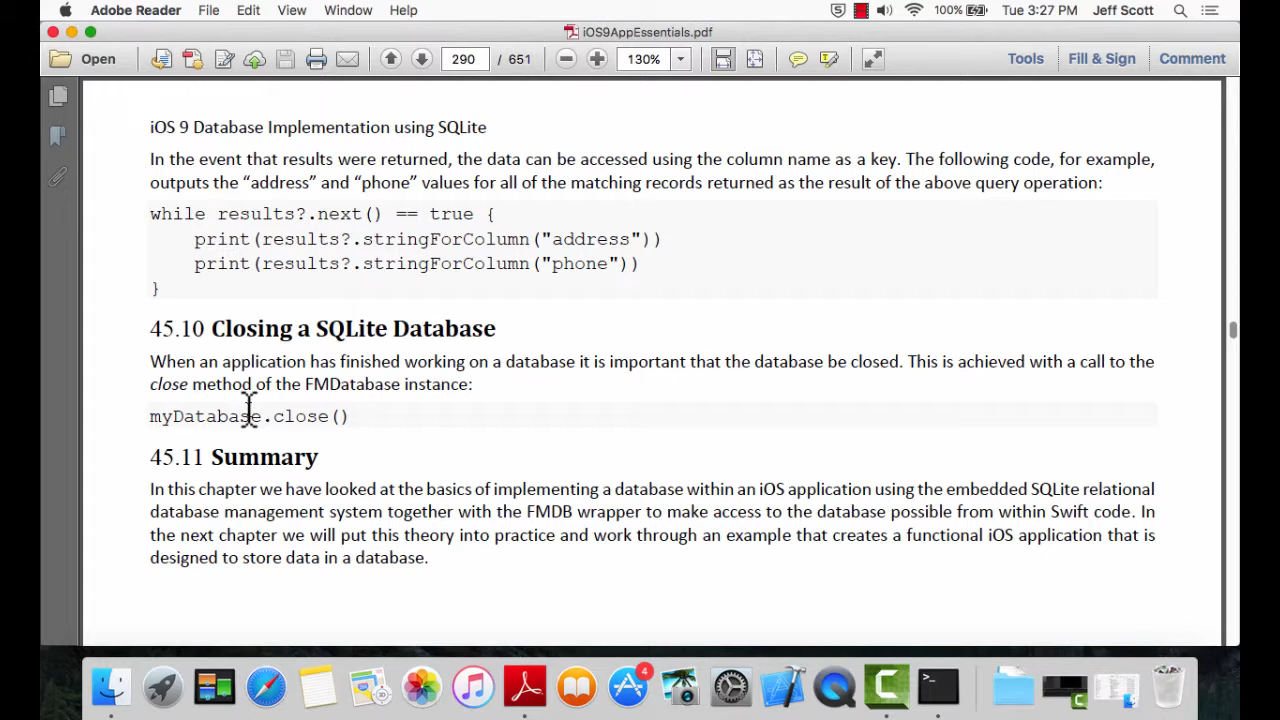 Adobe Reader File Edit View Window Help 100% Tue 3:27 PM Jeff Scott
iOS9AppEssentials.pdf
Open 290 / 651 130% Tools Fill & Sign Comment
iOS 9 Database Implementation using SQLite
In the event that results were returned, the data can be accessed using the column name as a key. The following code, for example,
outputs the “address” and “phone” values for all of the matching records returned as the result of the above query operation:
while results?.next() == true {
    print(results?.stringForColumn("address"))
    print(results?.stringForColumn("phone"))
}
45.10 Closing a SQLite Database
When an application has finished working on a database it is important that the database be closed. This is achieved with a call to the
close method of the FMDatabase instance:
myDatabase.close()
45.11 Summary
In this chapter we have looked at the basics of implementing a database within an iOS application using the embedded SQLite relational
database management system together with the FMDB wrapper to make access to the database possible from within Swift code. In
the next chapter we will put this theory into practice and work through an example that creates a functional iOS application that is
designed to store data in a database.
4